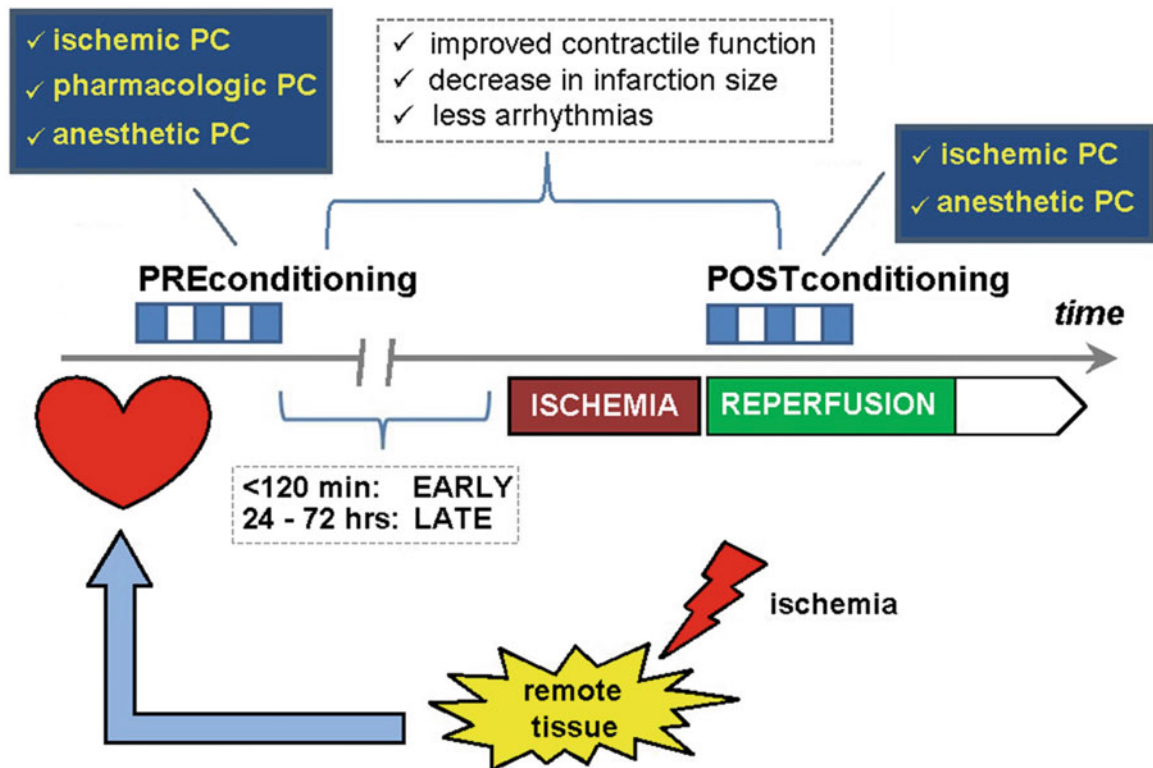 ✓ ischemic PC
✓ pharmacologic PC
✓ anesthetic PC
✓ improved contractile function
✓ decrease in infarction size
✓ less arrhythmias
✓ ischemic PC
✓ anesthetic PC
PREconditioning
POSTconditioning
time
ISCHEMIA
REPERFUSION
<120 min: EARLY
24 - 72 hrs: LATE
ischemia
remote
tissue